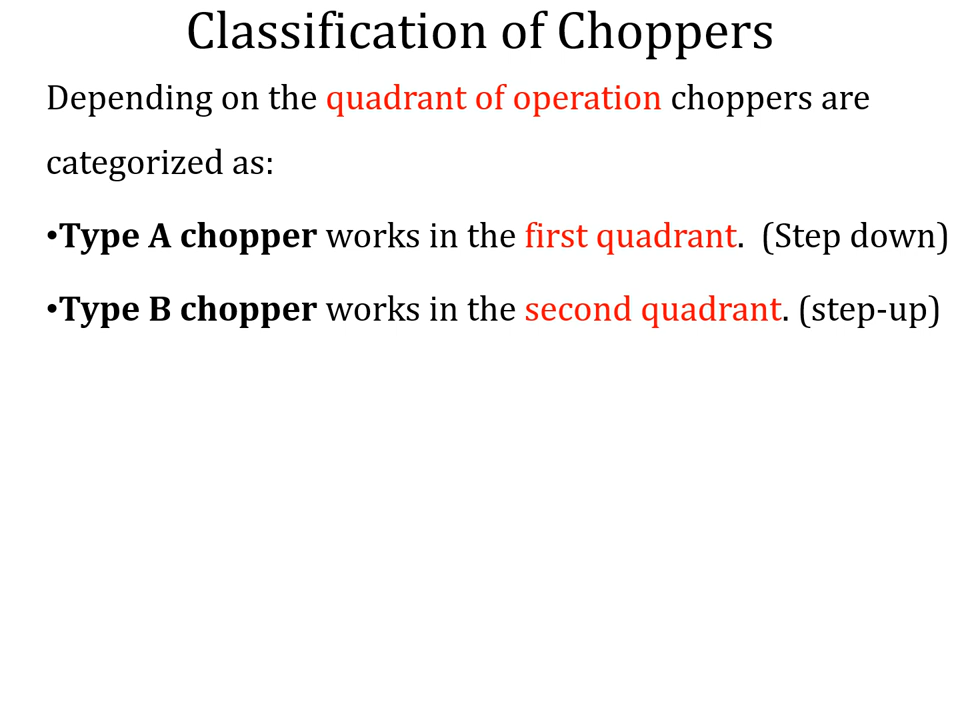 Classification of Choppers
Depending on the quadrant of operation choppers are
categorized as:
•Type A chopper works in the first quadrant.  (Step down)
•Type B chopper works in the second quadrant. (step-up)